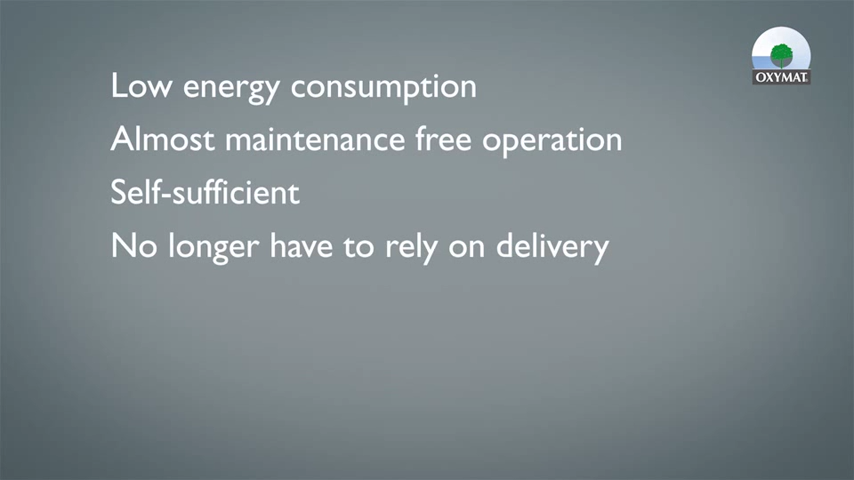 Low energy consumption
OXYMAT
Almost maintenance free operation
Self-sufficient
No longer have to rely on delivery